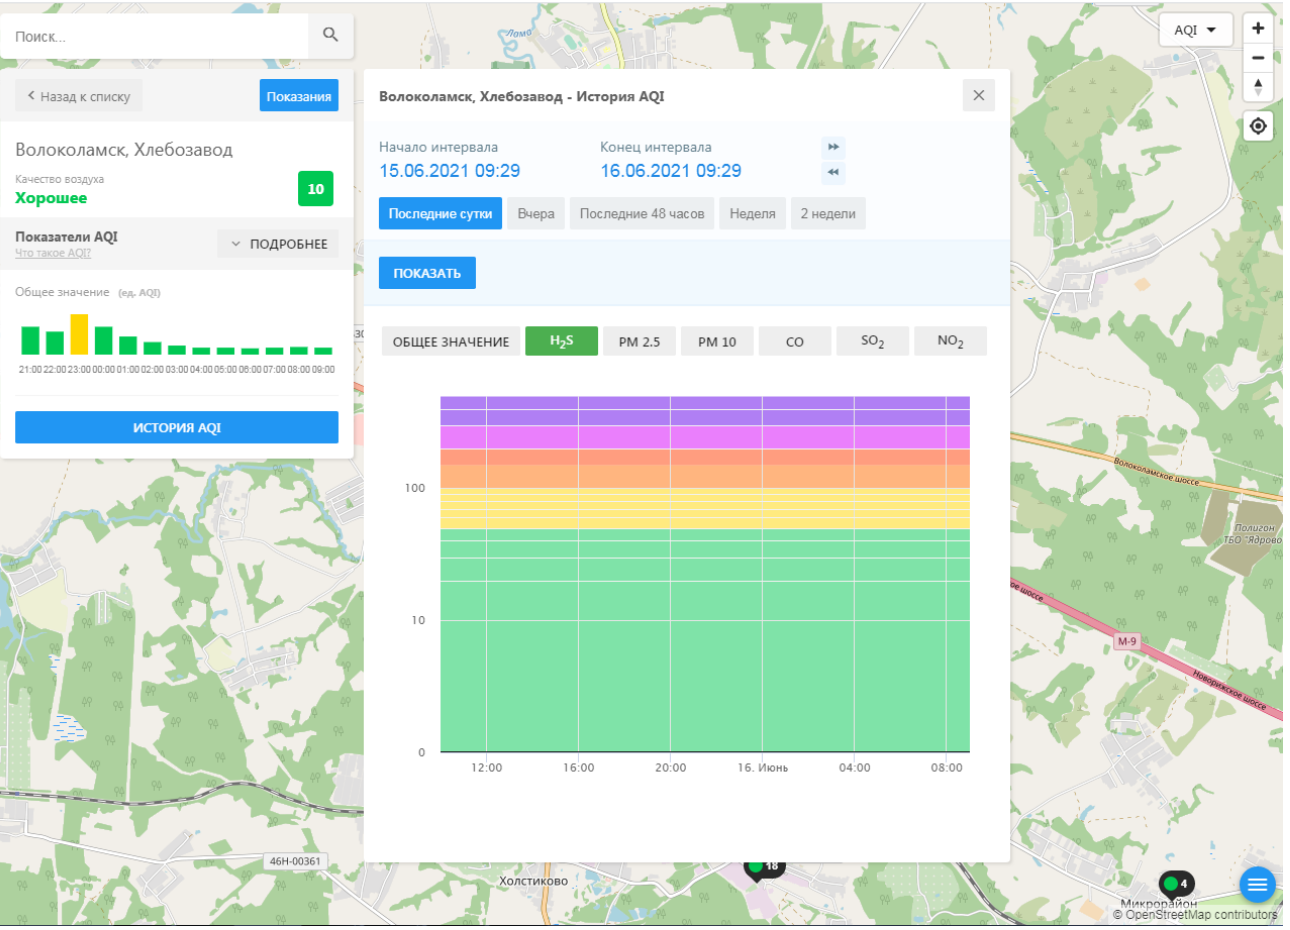 Поиск...
AQI
Назад к списку
Показания
Волоколамск, Хлебозавод
Качество воздуха
Хорошее
10
Показатели AQI
Что такое AQI?
ПОДРОБНЕЕ
Общее значение (ед. AQI)
21:00 22:00 23:00 00:00 01:00 02:00 03:00 04:00 05:00 06:00 07:00 08:00 09:00
ИСТОРИЯ AQI
Волоколамск, Хлебозавод - История AQI
Начало интервала
Конец интервала
15.06.2021 09:29
16.06.2021 09:29
Последние сутки
Вчера
Последние 48 часов
Неделя
2 недели
ПОКАЗАТЬ
ОБЩЕЕ ЗНАЧЕНИЕ
H₂S
PM 2.5
PM 10
CO
SO₂
NO₂
100
10
0
12:00
16:00
20:00
16. Июнь
04:00
08:00
Лама
Волоколамское шоссе
Полигон
ТБО "Ядрово
М-9
Новорижское шоссе
46Н-00361
18
Холстиково
4
Микрорайон
© OpenStreetMap contributors